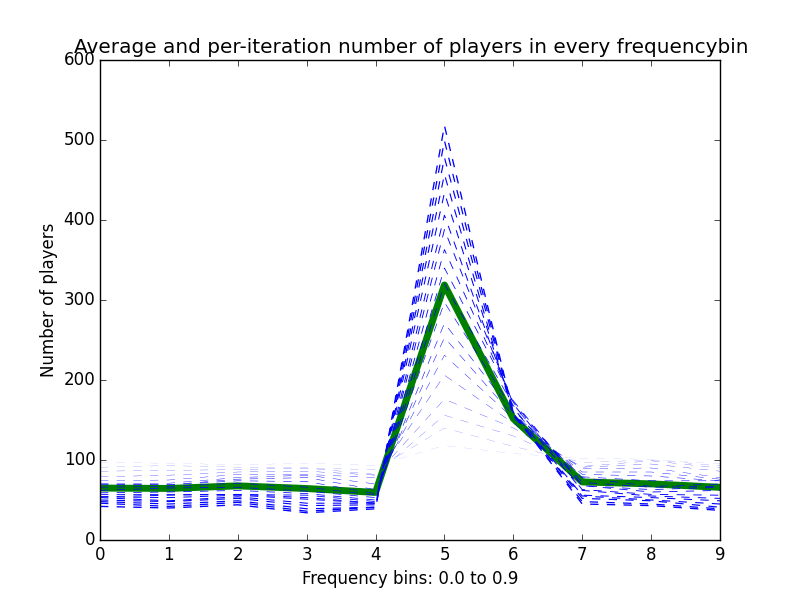 Average and per-iteration number of players in every frequencybin
600
500
400
300
200
100
0
Number of players
0 1 2 3 4 5 6 7 8 9
Frequency bins: 0.0 to 0.9